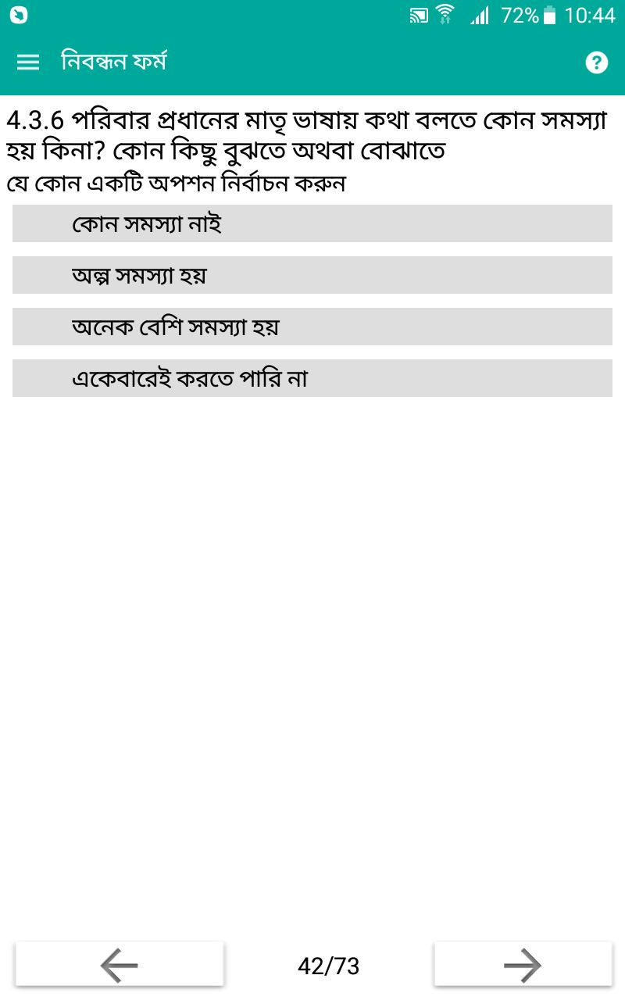 72% 10:44
নিবন্ধন ফর্ম
4.3.6 পরিবার প্রধানের মাতৃ ভাষায় কথা বলতে কোন সমস্যা
হয় কিনা? কোন কিছু বুঝতে অথবা বোঝাতে
যে কোন একটি অপশন নির্বাচন করুন
কোন সমস্যা নাই
অল্প সমস্যা হয়
অনেক বেশি সমস্যা হয়
একেবারেই করতে পারি না
42/73